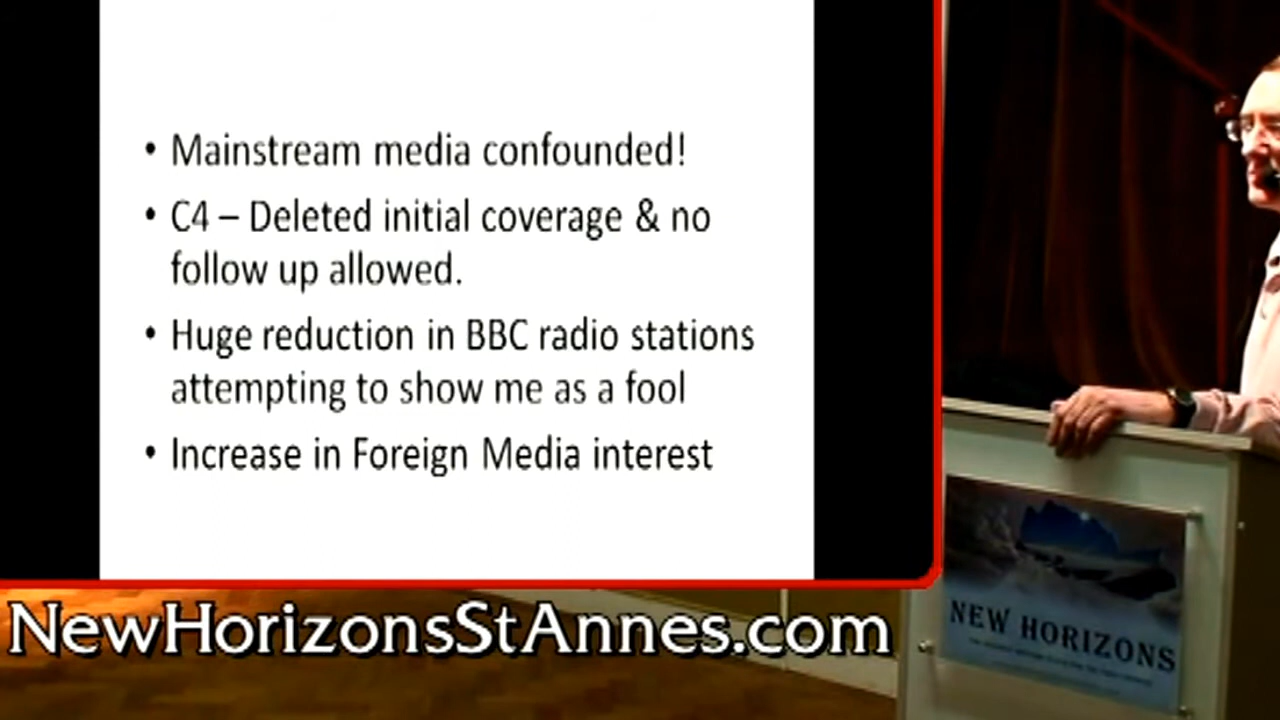 • Mainstream media confounded!
• C4 – Deleted initial coverage & no
follow up allowed.
• Huge reduction in BBC radio stations
attempting to show me as a fool
• Increase in Foreign Media interest
NewHorizonsStAnnes.com
NEW HORIZONS